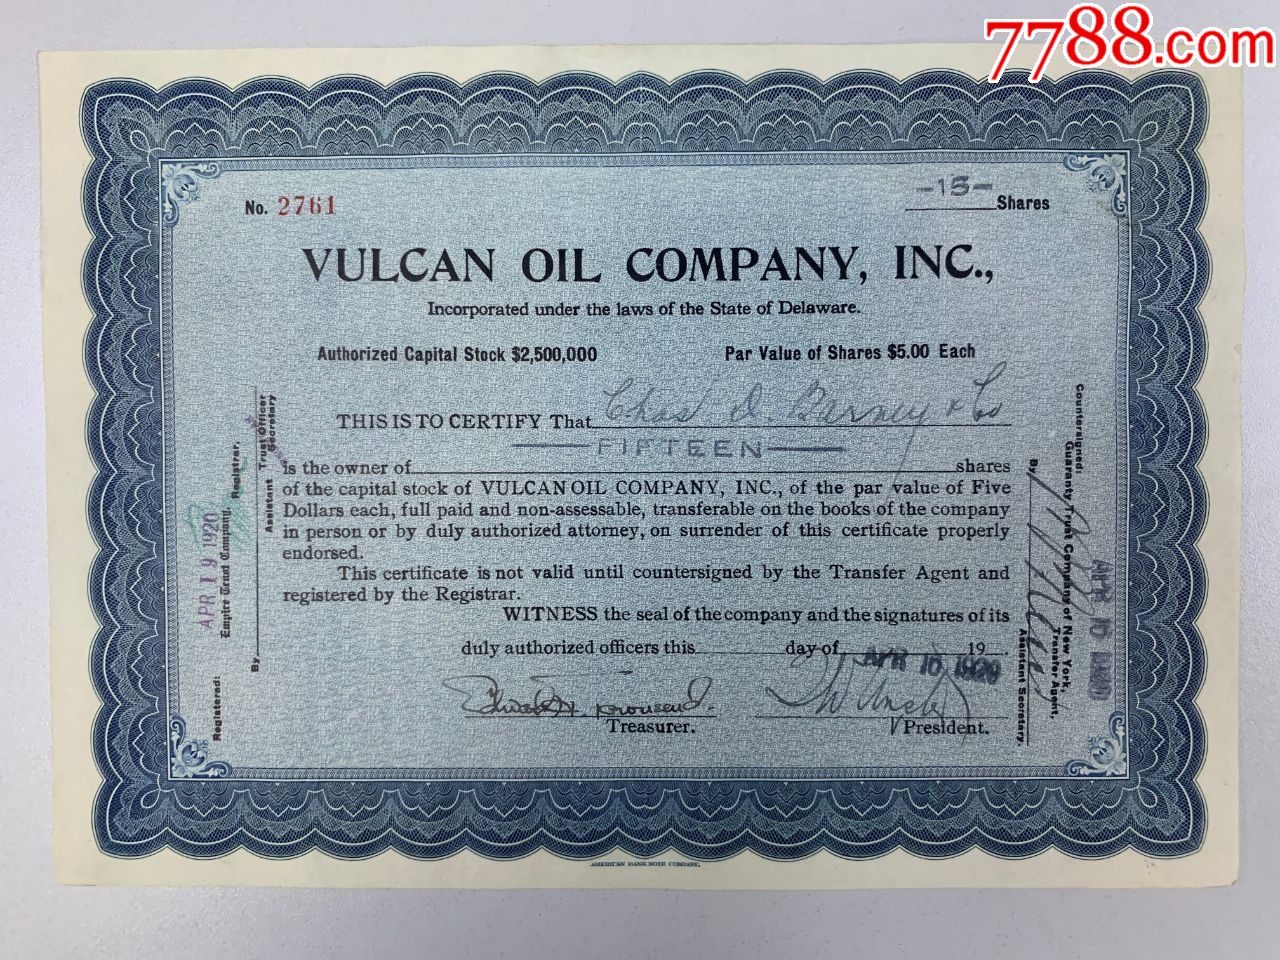 7788.com
No. 2761
-15- Shares
VULCAN OIL COMPANY, INC.,
Incorporated under the laws of the State of Delaware.
Authorized Capital Stock $2,500,000 Par Value of Shares $5.00 Each
THIS IS TO CERTIFY That Chas D. Barney & Co
FIFTEEN
is the owner of shares
of the capital stock of VULCAN OIL COMPANY, INC., of the par value of Five
Dollars each, full paid and non-assessable, transferable on the books of the company
in person or by duly authorized attorney, on surrender of this certificate properly
endorsed.
This certificate is not valid until countersigned by the Transfer Agent and
registered by the Registrar.
WITNESS the seal of the company and the signatures of its
duly authorized officers this day of 19 .
APR 10 1920
Treasurer.
President.
Registered:
APR 19 1920
Empire Trust Company,
Registrar.
By
Trust Officer
Assistant Secretary
Countersigned:
Guaranty Trust Company of New York,
Transfer Agent,
By
Assistant Secretary.
APR 10 1920
AMERICAN BANK NOTE COMPANY.